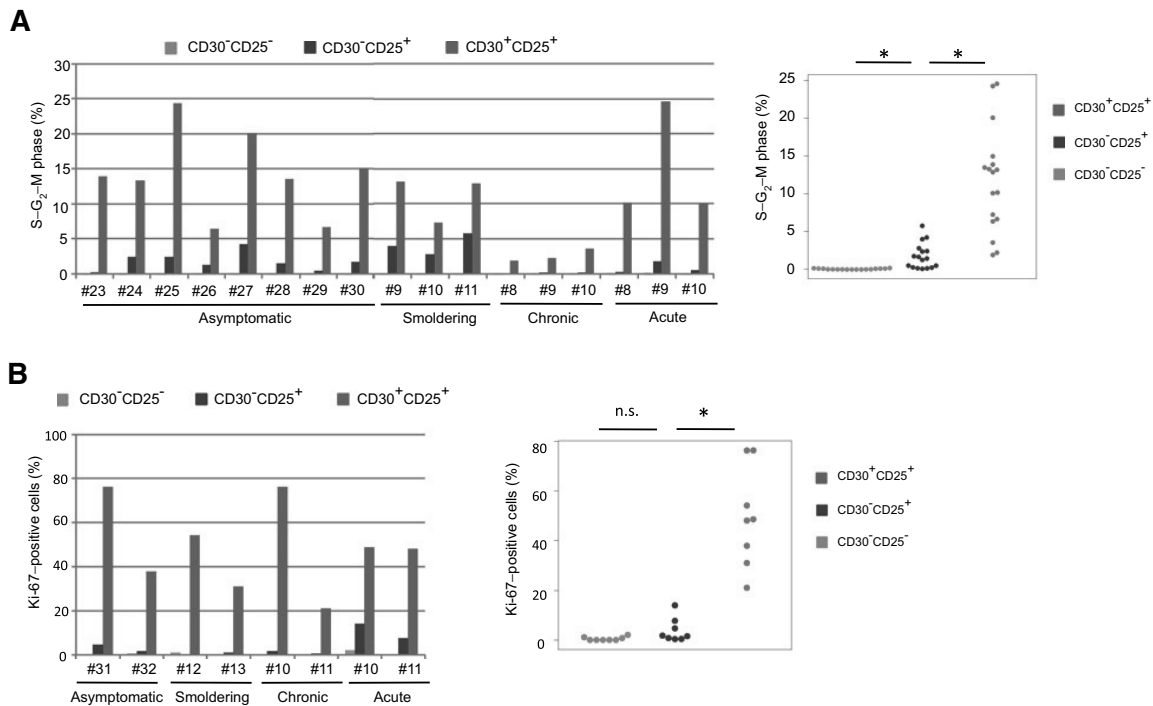 A
CD30⁻CD25⁻ CD30⁻CD25⁺ CD30⁺CD25⁺
S–G₂–M phase (%)
30
25
20
15
10
5
0
#23 #24 #25 #26 #27 #28 #29 #30 #9 #10 #11 #8 #9 #10 #8 #9 #10
Asymptomatic Smoldering Chronic Acute
* *
S–G₂–M phase (%)
25
20
15
10
5
0
CD30⁺CD25⁺
CD30⁻CD25⁺
CD30⁻CD25⁻
B
CD30⁻CD25⁻ CD30⁻CD25⁺ CD30⁺CD25⁺
Ki-67–positive cells (%)
100
80
60
40
20
0
#31 #32 #12 #13 #10 #11 #10 #11
Asymptomatic Smoldering Chronic Acute
n.s. *
Ki-67–positive cells (%)
80
60
40
20
0
CD30⁺CD25⁺
CD30⁻CD25⁺
CD30⁻CD25⁻